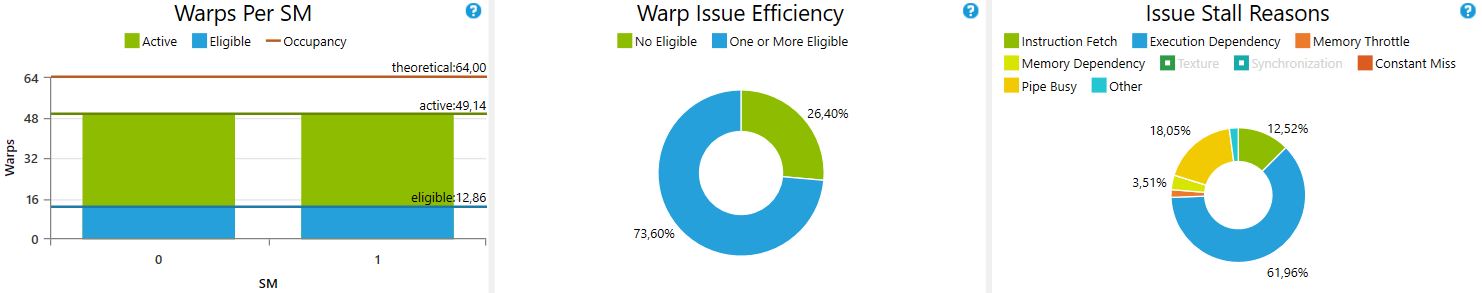 Warps Per SM
?
Active Eligible Occupancy
theoretical:64,00
active:49,14
eligible:12,86
64
48
32
16
0
Warps
0 1
SM
Warp Issue Efficiency
?
No Eligible One or More Eligible
26,40%
73,60%
Issue Stall Reasons
?
Instruction Fetch Execution Dependency Memory Throttle
Memory Dependency Texture Synchronization Constant Miss
Pipe Busy Other
18,05%
12,52%
3,51%
61,96%